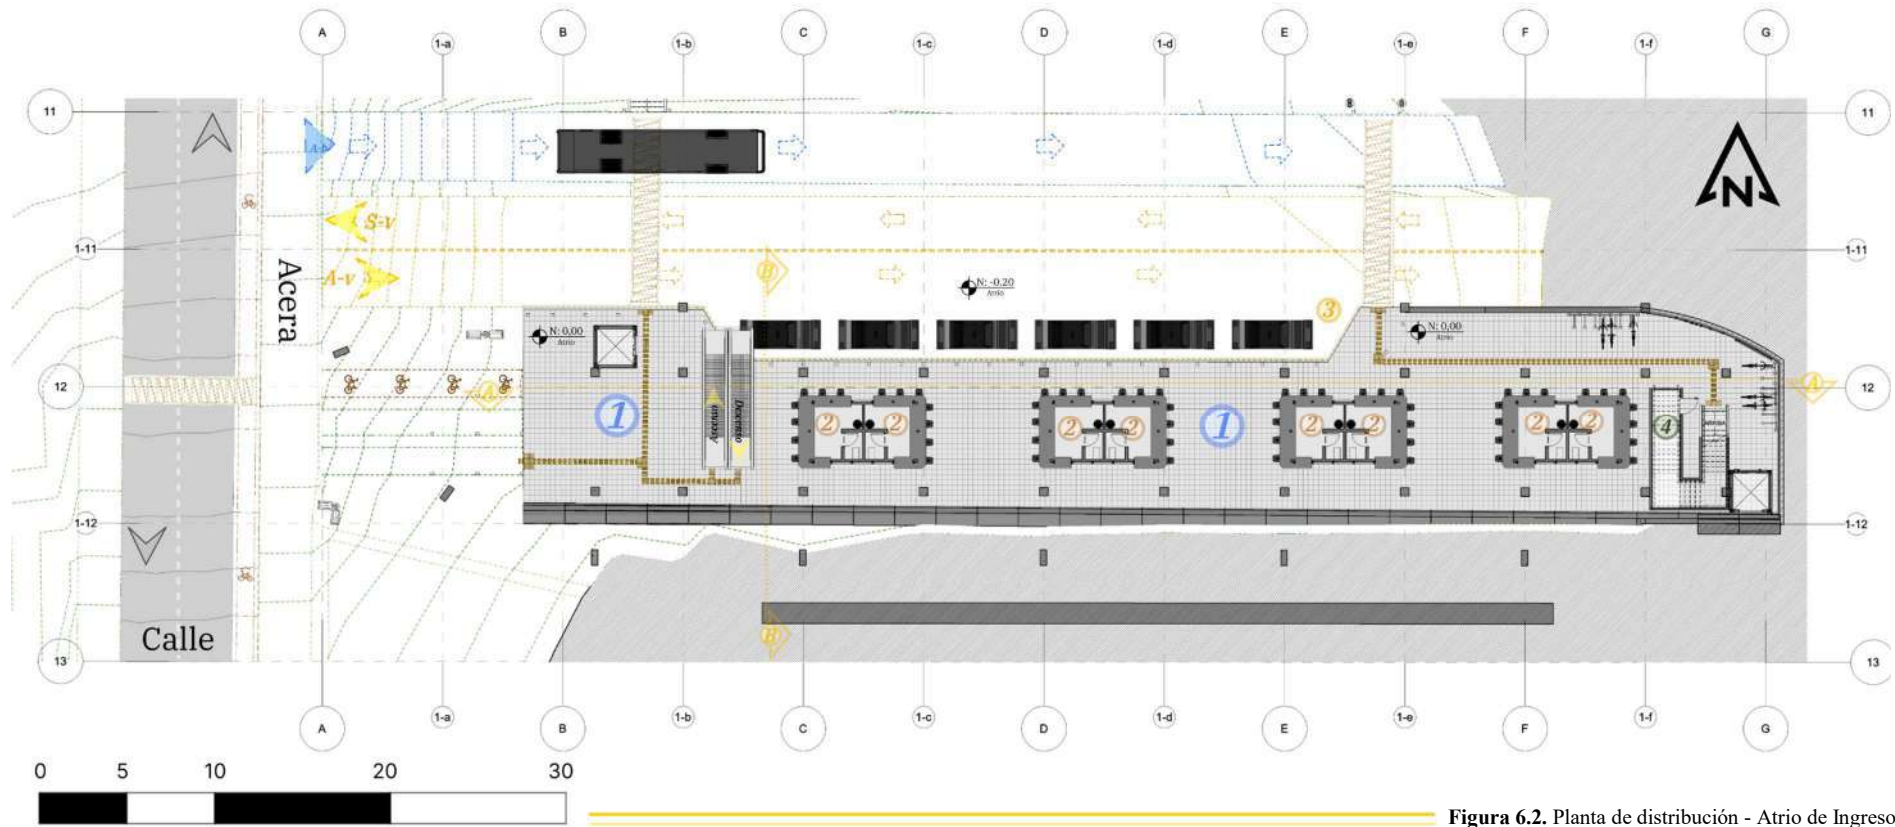 A 1-a B 1-b C 1-c D 1-d E 1-e F 1-f G
11 11
A-b
S-v
1-11 1-11
A-v
Acera
B
N: -0.20
Atrio
3
N: 0,00
Atrio
N: 0,00
Atrio
12 12
A A
1 1
Descenso
2 2 2 2 2 2 2 2
4
1-12 1-12
Calle
B
13 13
A 1-a B 1-b C 1-c D 1-d E 1-e F 1-f G
N
0 5 10 20 30
Figura 6.2. Planta de distribución - Atrio de Ingreso